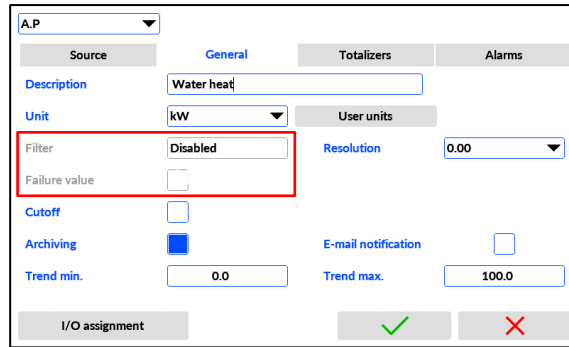 A.P
Source General Totalizers Alarms
Description Water heat
Unit kW User units
Filter Disabled Resolution 0.00
Failure value
Cutoff
Archiving E-mail notification
Trend min. 0.0 Trend max. 100.0
I/O assignment